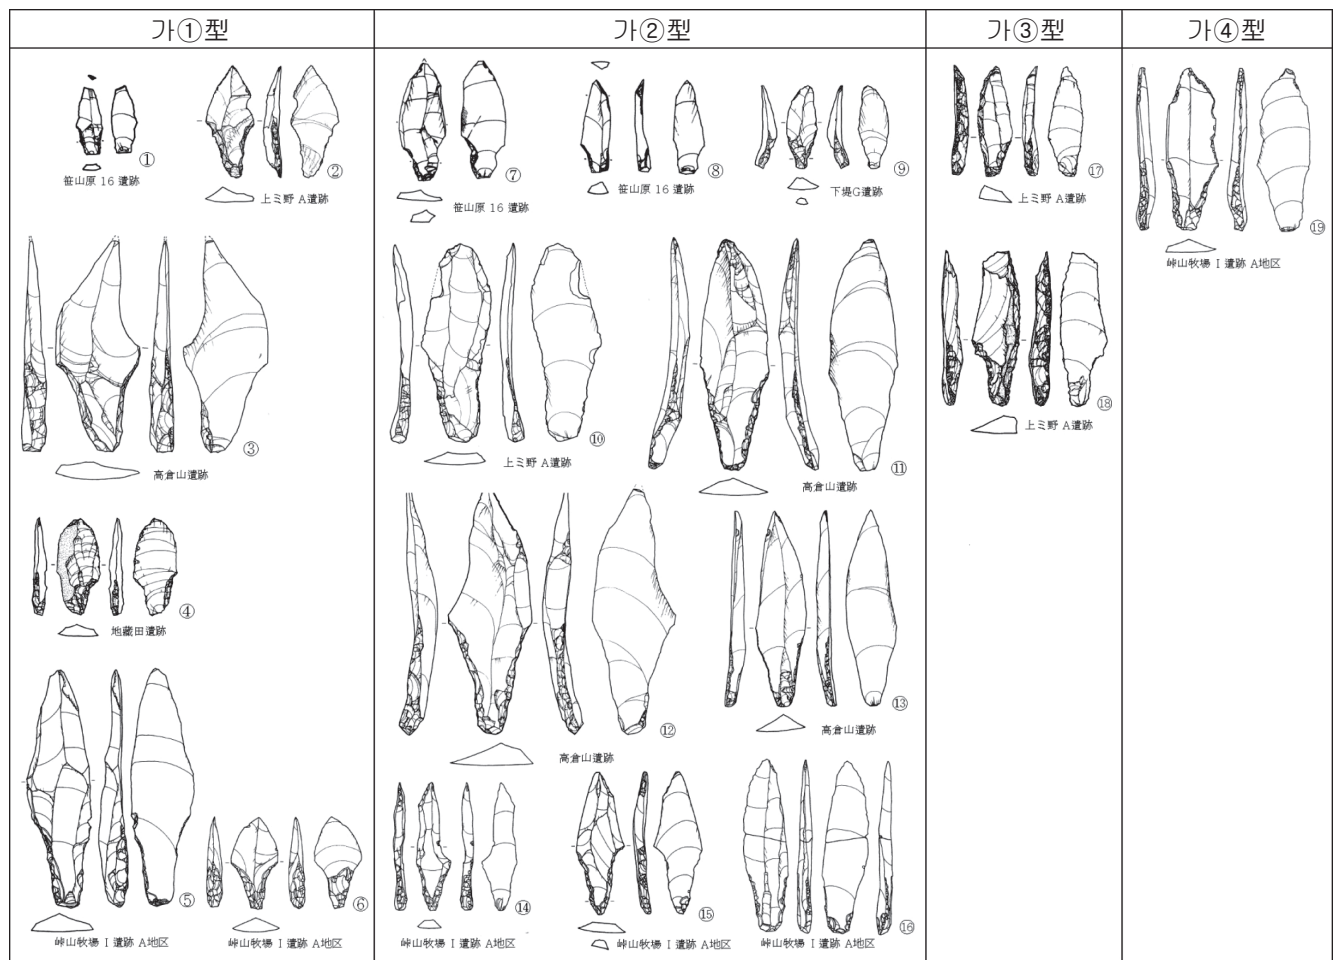 가①型
가②型
가③型
가④型
①
笹山原 16 遺跡
②
上ミ野 A遺跡
③
高倉山遺跡
④
地蔵田遺跡
⑤
⑥
峠山牧場 I 遺跡 A地区
峠山牧場 I 遺跡 A地区
⑦
笹山原 16 遺跡
⑧
笹山原 16 遺跡
⑨
下堤G遺跡
⑩
上ミ野 A遺跡
⑪
高倉山遺跡
⑫
高倉山遺跡
⑬
高倉山遺跡
⑭
峠山牧場 I 遺跡 A地区
⑮
峠山牧場 I 遺跡 A地区
⑯
峠山牧場 I 遺跡 A地区
⑰
上ミ野 A遺跡
⑱
上ミ野 A遺跡
⑲
峠山牧場 I 遺跡 A地区